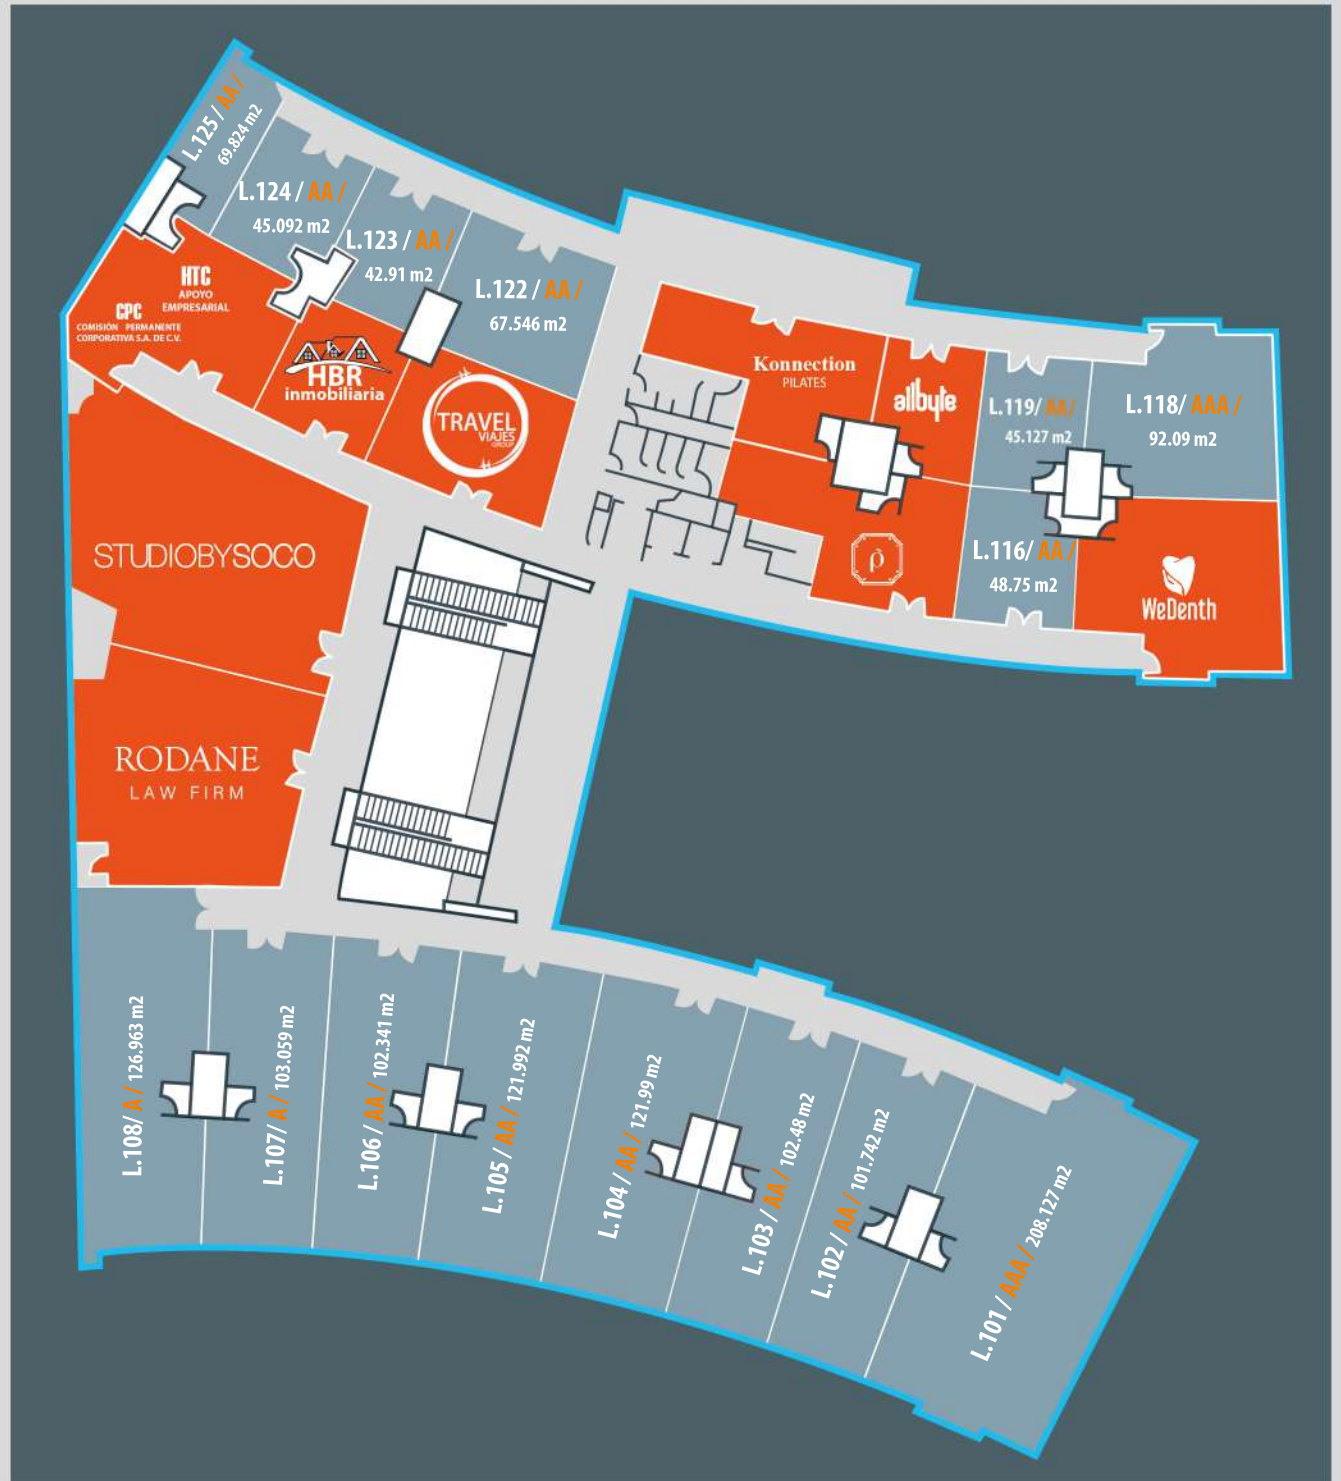 L.125 / AA /
69.824 m2
L.124 / AA /
45.092 m2
L.123 / AA /
42.91 m2
L.122 / AA /
67.546 m2
HTC
APOYO
EMPRESARIAL
CPC
COMISIÓN PERMANENTE
CORPORATIVA S.A. DE C.V.
HBR
inmobiliaria
TRAVEL
VIAJES
GROUP
Konnection
PILATES
allbyte
L.119/ AA/
45.127 m2
L.118/ AAA /
92.09 m2
L.116/ AA /
48.75 m2
p̀
WeDenth
STUDIOBYSOCO
RODANE
LAW FIRM
L.108/ A / 126.963 m2
L.107/ A / 103.059 m2
L.106 / AA / 102.341 m2
L.105 / AA / 121.992 m2
L.104 / AA / 121.99 m2
L.103 / AA / 102.48 m2
L.102 / AA / 101.742 m2
L.101 / AAA / 208.127 m2